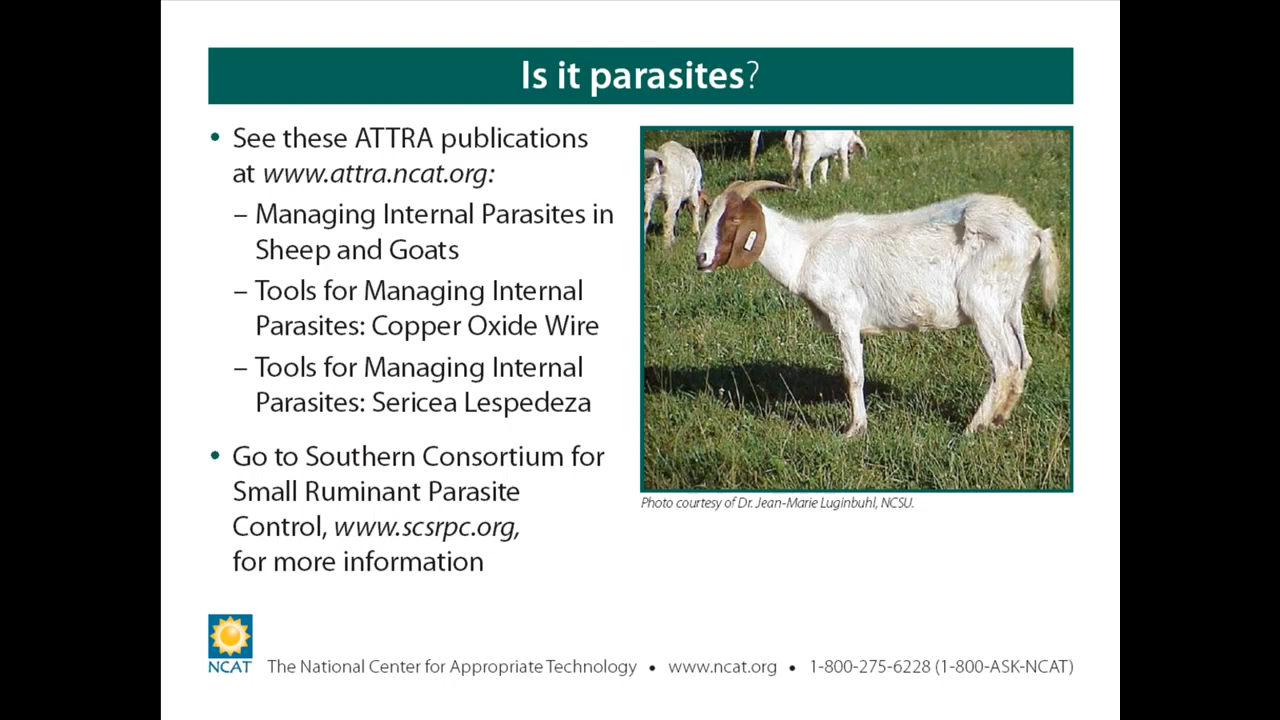 Is it parasites?
• See these ATTRA publications
at www.attra.ncat.org:
– Managing Internal Parasites in
Sheep and Goats
– Tools for Managing Internal
Parasites: Copper Oxide Wire
– Tools for Managing Internal
Parasites: Sericea Lespedeza
• Go to Southern Consortium for
Small Ruminant Parasite
Control, www.scsrpc.org,
for more information
Photo courtesy of Dr. Jean-Marie Luginbuhl, NCSU.
NCAT
The National Center for Appropriate Technology • www.ncat.org • 1-800-275-6228 (1-800-ASK-NCAT)